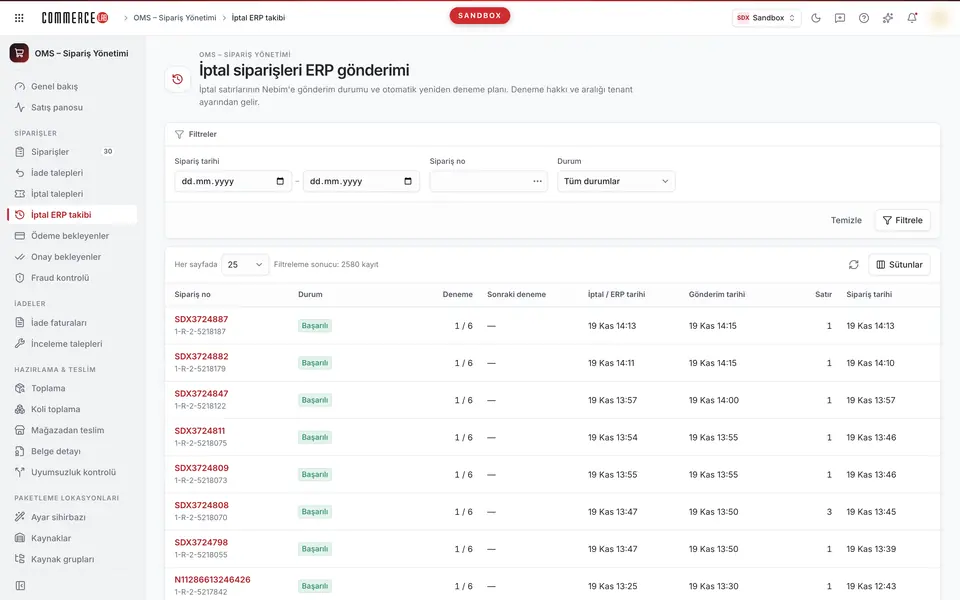 COMMERCE LAB
OMS – Sipariş Yönetimi
İptal ERP takibi
SANDBOX
SDX Sandbox
OMS – Sipariş Yönetimi
Genel bakış
Satış panosu
SİPARİŞLER
Siparişler 30
İade talepleri
İptal talepleri
İptal ERP takibi
Ödeme bekleyenler
Onay bekleyenler
Fraud kontrolü
İADELER
İade faturaları
İnceleme talepleri
HAZIRLAMA & TESLİM
Toplama
Koli toplama
Mağazadan teslim
Belge detayı
Uyumsuzluk kontrolü
PAKETLEME LOKASYONLARI
Ayar sihirbazı
Kaynaklar
Kaynak grupları
OMS – SİPARİŞ YÖNETİMİ
İptal siparişleri ERP gönderimi
İptal satırlarının Nebim'e gönderim durumu ve otomatik yeniden deneme planı. Deneme hakkı ve aralığı tenant
ayarından gelir.
Filtreler
Sipariş tarihi Sipariş no Durum
dd.mm.yyyy – dd.mm.yyyy Tüm durumlar
Temizle Filtrele
Her sayfada 25 Filtreleme sonucu: 2580 kayıt Sütunlar
Sipariş no Durum Deneme Sonraki deneme İptal / ERP tarihi Gönderim tarihi Satır Sipariş tarihi
SDX3724887
1-R-2-5218187 Başarılı 1 / 6 — 19 Kas 14:13 19 Kas 14:15 1 19 Kas 14:13
SDX3724882
1-R-2-5218179 Başarılı 1 / 6 — 19 Kas 14:11 19 Kas 14:15 1 19 Kas 14:10
SDX3724847
1-R-2-5218122 Başarılı 1 / 6 — 19 Kas 13:57 19 Kas 14:00 1 19 Kas 13:57
SDX3724811
1-R-2-5218075 Başarılı 1 / 6 — 19 Kas 13:54 19 Kas 13:55 1 19 Kas 13:46
SDX3724809
1-R-2-5218073 Başarılı 1 / 6 — 19 Kas 13:55 19 Kas 13:55 1 19 Kas 13:46
SDX3724808
1-R-2-5218070 Başarılı 1 / 6 — 19 Kas 13:47 19 Kas 13:50 3 19 Kas 13:45
SDX3724798
1-R-2-5218055 Başarılı 1 / 6 — 19 Kas 13:47 19 Kas 13:50 1 19 Kas 13:39
N11286613246426
1-R-2-5217842 Başarılı 1 / 6 — 19 Kas 13:25 19 Kas 13:30 1 19 Kas 12:43